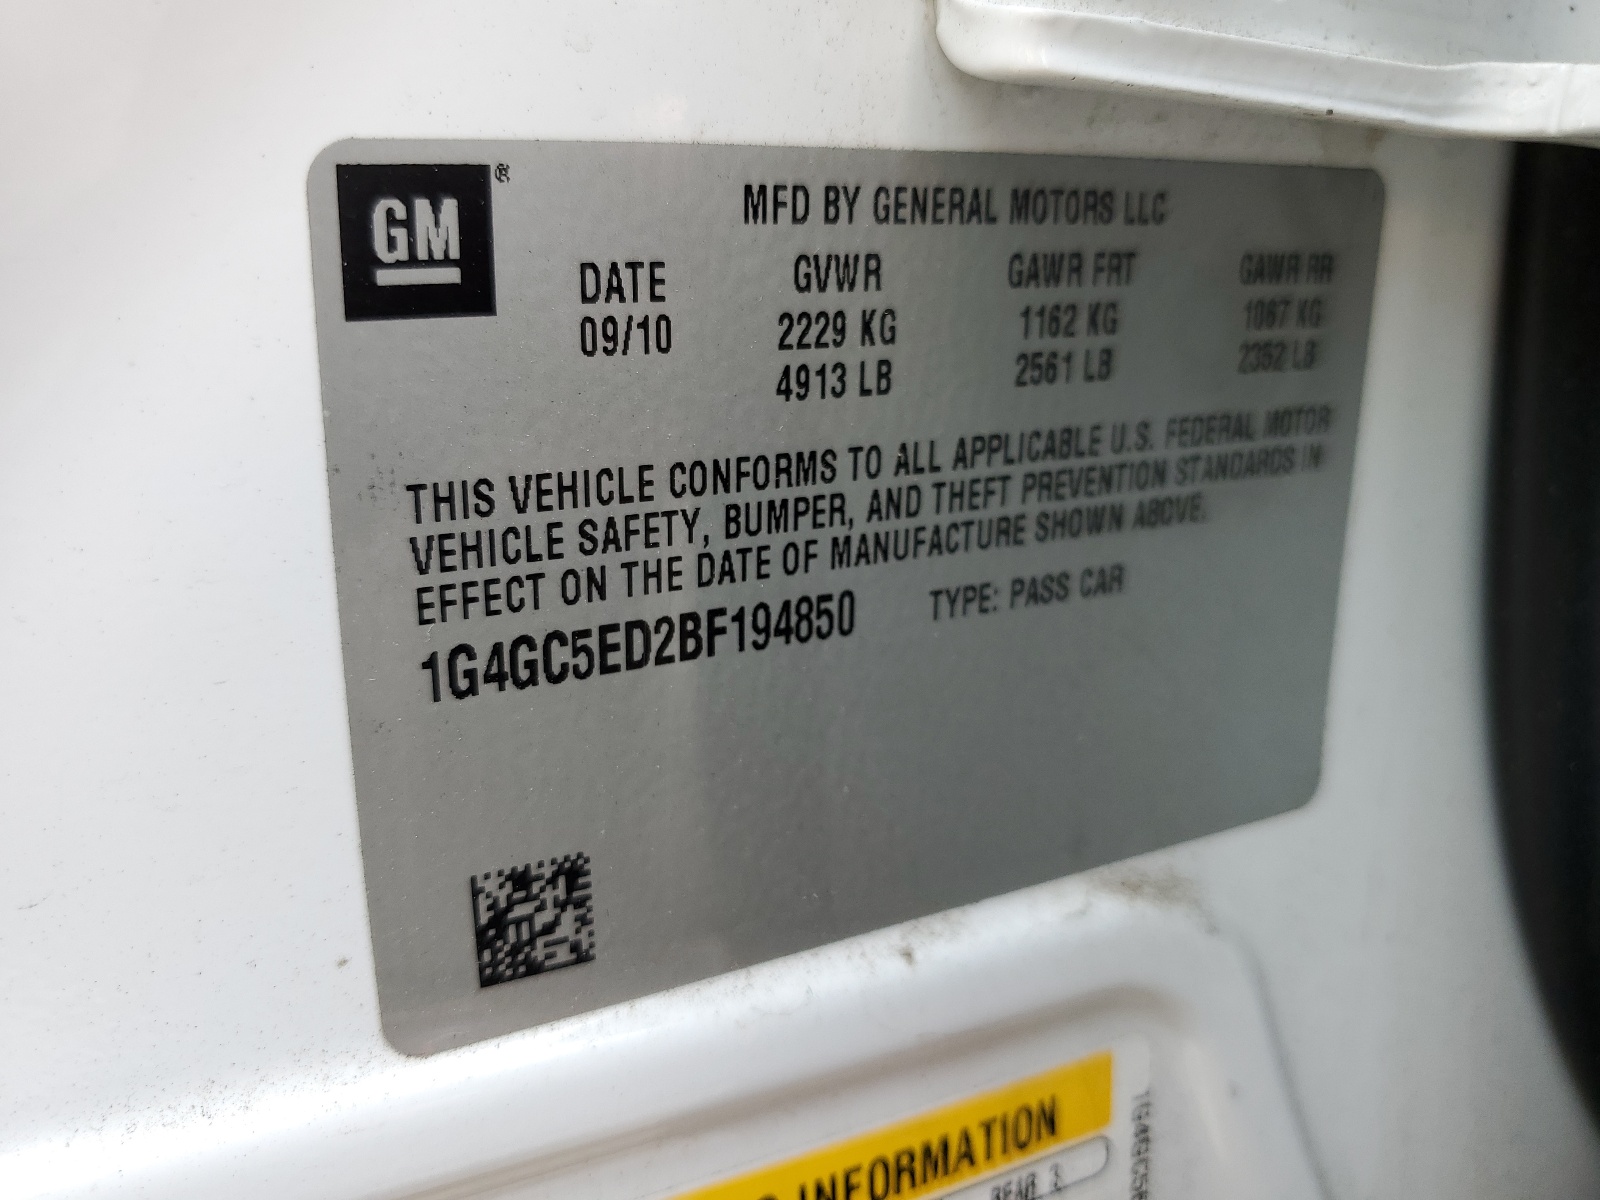 GM®
MFD BY GENERAL MOTORS LLC
DATE GVWR GAWR FRT GAWR RR
09/10 2229 KG 1162 KG 1067 KG
4913 LB 2561 LB 2352 LB
THIS VEHICLE CONFORMS TO ALL APPLICABLE U.S. FEDERAL MOTOR
VEHICLE SAFETY, BUMPER, AND THEFT PREVENTION STANDARDS IN
EFFECT ON THE DATE OF MANUFACTURE SHOWN ABOVE.
1G4GC5ED2BF194850 TYPE: PASS CAR
INFORMATION
REAR